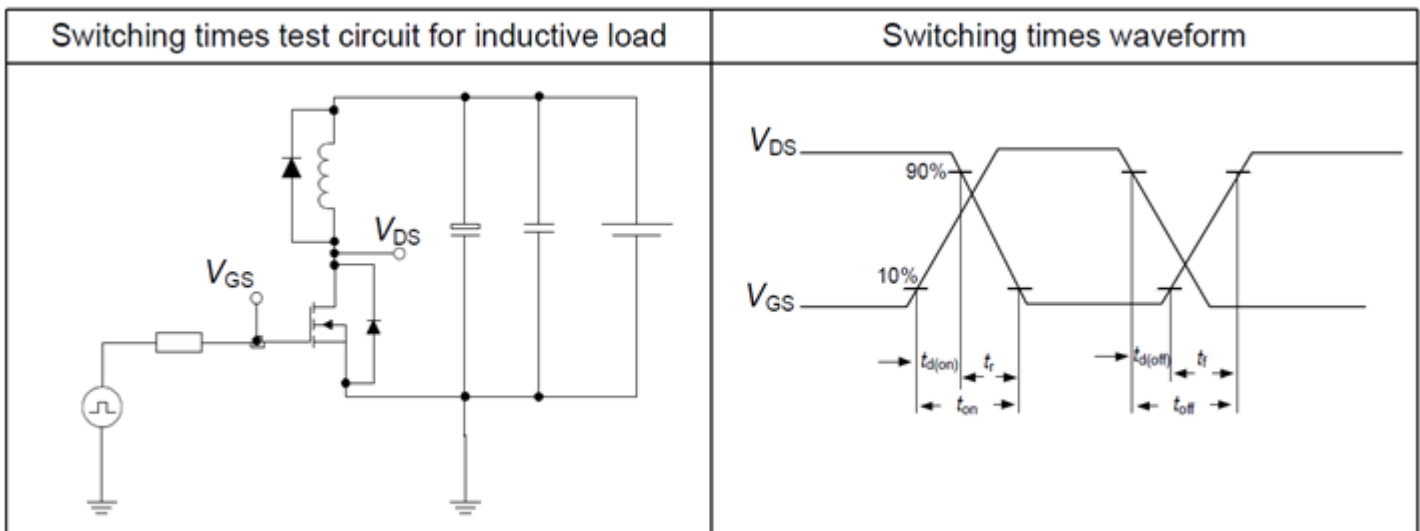 Switching times test circuit for inductive load
Switching times waveform
VDS
VGS
VDS
90%
10%
VGS
td(on)
tr
td(off)
tf
ton
toff